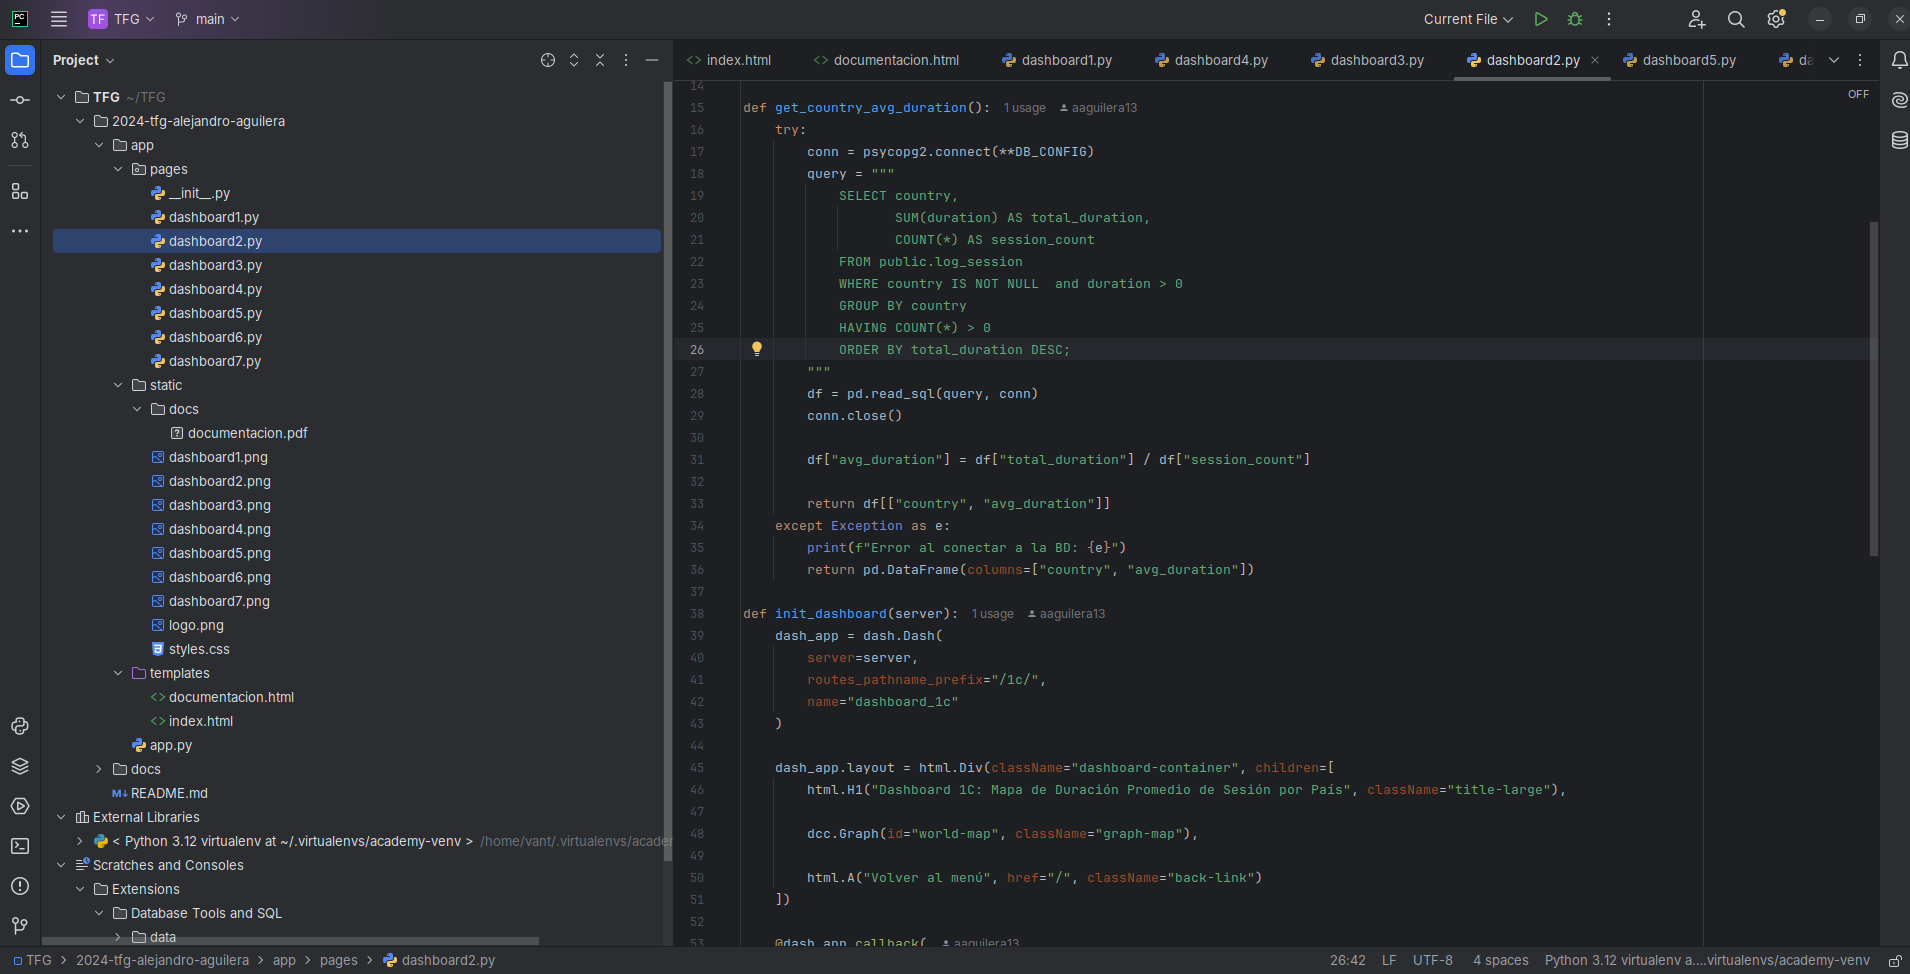 PC
TF TFG
main
Current File
Project
index.html
documentacion.html
dashboard1.py
dashboard4.py
dashboard3.py
dashboard2.py
dashboard5.py
da
OFF
TFG ~/TFG
2024-tfg-alejandro-aguilera
app
pages
__init__.py
dashboard1.py
dashboard2.py
dashboard3.py
dashboard4.py
dashboard5.py
dashboard6.py
dashboard7.py
static
docs
documentacion.pdf
dashboard1.png
dashboard2.png
dashboard3.png
dashboard4.png
dashboard5.png
dashboard6.png
dashboard7.png
logo.png
styles.css
templates
documentacion.html
index.html
app.py
docs
README.md
External Libraries
< Python 3.12 virtualenv at ~/.virtualenvs/academy-venv > /home/vant/.virtualenvs/acade
Scratches and Consoles
Extensions
Database Tools and SQL
data
14
15 def get_country_avg_duration(): 1 usage aaguilera13
16 try:
17 conn = psycopg2.connect(**DB_CONFIG)
18 query = """
19 SELECT country,
20 SUM(duration) AS total_duration,
21 COUNT(*) AS session_count
22 FROM public.log_session
23 WHERE country IS NOT NULL  and duration > 0
24 GROUP BY country
25 HAVING COUNT(*) > 0
26 ORDER BY total_duration DESC;
27 """
28 df = pd.read_sql(query, conn)
29 conn.close()
30
31 df["avg_duration"] = df["total_duration"] / df["session_count"]
32
33 return df[["country", "avg_duration"]]
34 except Exception as e:
35 print(f"Error al conectar a la BD: {e}")
36 return pd.DataFrame(columns=["country", "avg_duration"])
37
38 def init_dashboard(server): 1 usage aaguilera13
39 dash_app = dash.Dash(
40 server=server,
41 routes_pathname_prefix="/1c/",
42 name="dashboard_1c"
43 )
44
45 dash_app.layout = html.Div(className="dashboard-container", children=[
46 html.H1("Dashboard 1C: Mapa de Duración Promedio de Sesión por País", className="title-large"),
47
48 dcc.Graph(id="world-map", className="graph-map"),
49
50 html.A("Volver al menú", href="/", className="back-link")
51 ])
52
53 @dash_app.callback( aaguilera13
TFG > 2024-tfg-alejandro-aguilera > app > pages > dashboard2.py
26:42 LF UTF-8 4 spaces Python 3.12 virtualenv a....virtualenvs/academy-venv